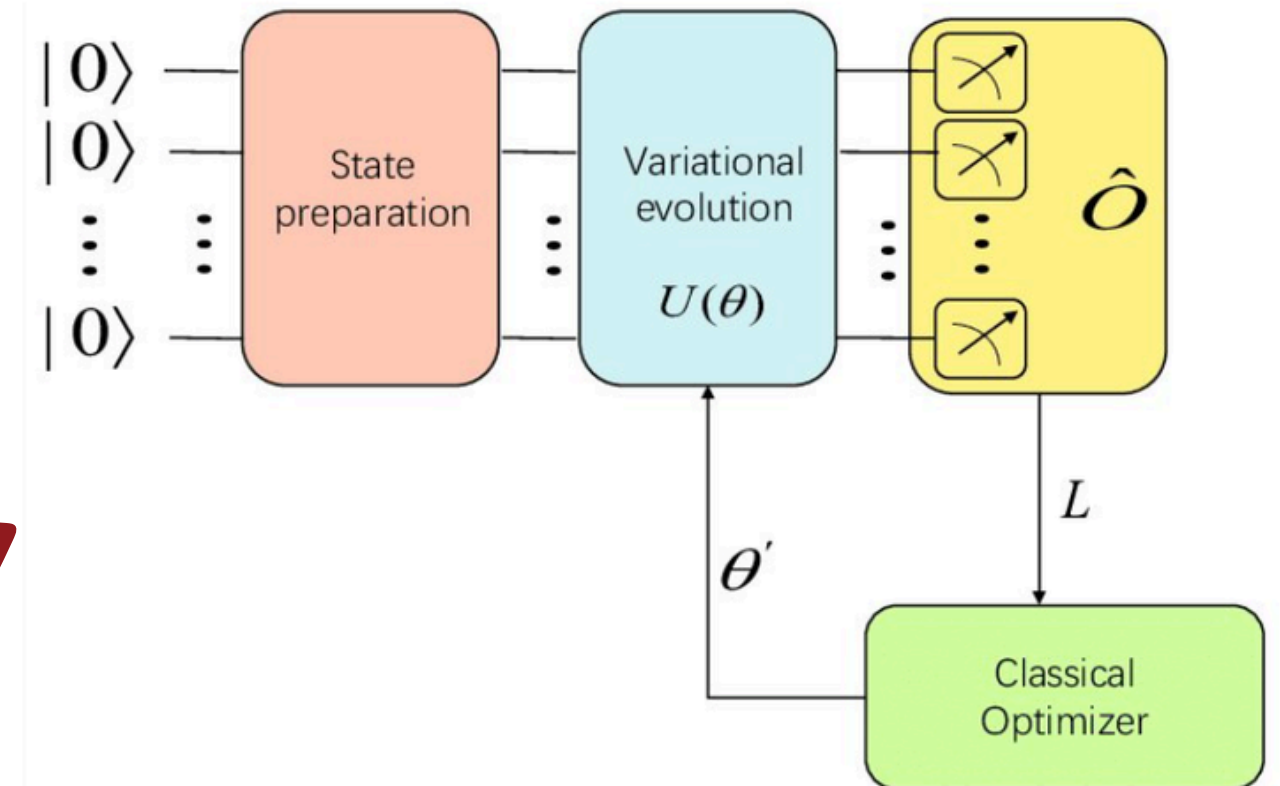 |0⟩
|0⟩
|0⟩
State
preparation
Variational
evolution
U(θ)
Ô
L
θ′
Classical
Optimizer